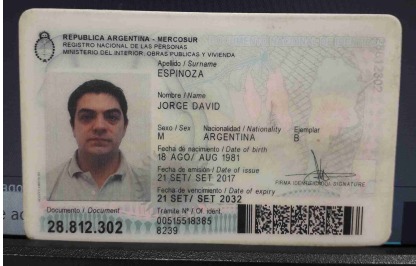 REPUBLICA ARGENTINA - MERCOSUR
REGISTRO NACIONAL DE LAS PERSONAS
MINISTERIO DEL INTERIOR, OBRAS PUBLICAS Y VIVIENDA
Apellido / Surname
ESPINOZA
Nombre / Name
JORGE DAVID
Sexo / Sex Nacionalidad / Nationality Ejemplar
M ARGENTINA B
Fecha de nacimiento / Date of birth
18 AGO/ AUG 1981
Fecha de emisión / Date of issue
21 SET/ SET 2017
Fecha de vencimiento / Date of expiry
21 SET/ SET 2032
FIRMA IDENTIFICADO / SIGNATURE
Documento / Document
28.812.302
Trámite Nº / Of. ident.
00515518385
8239